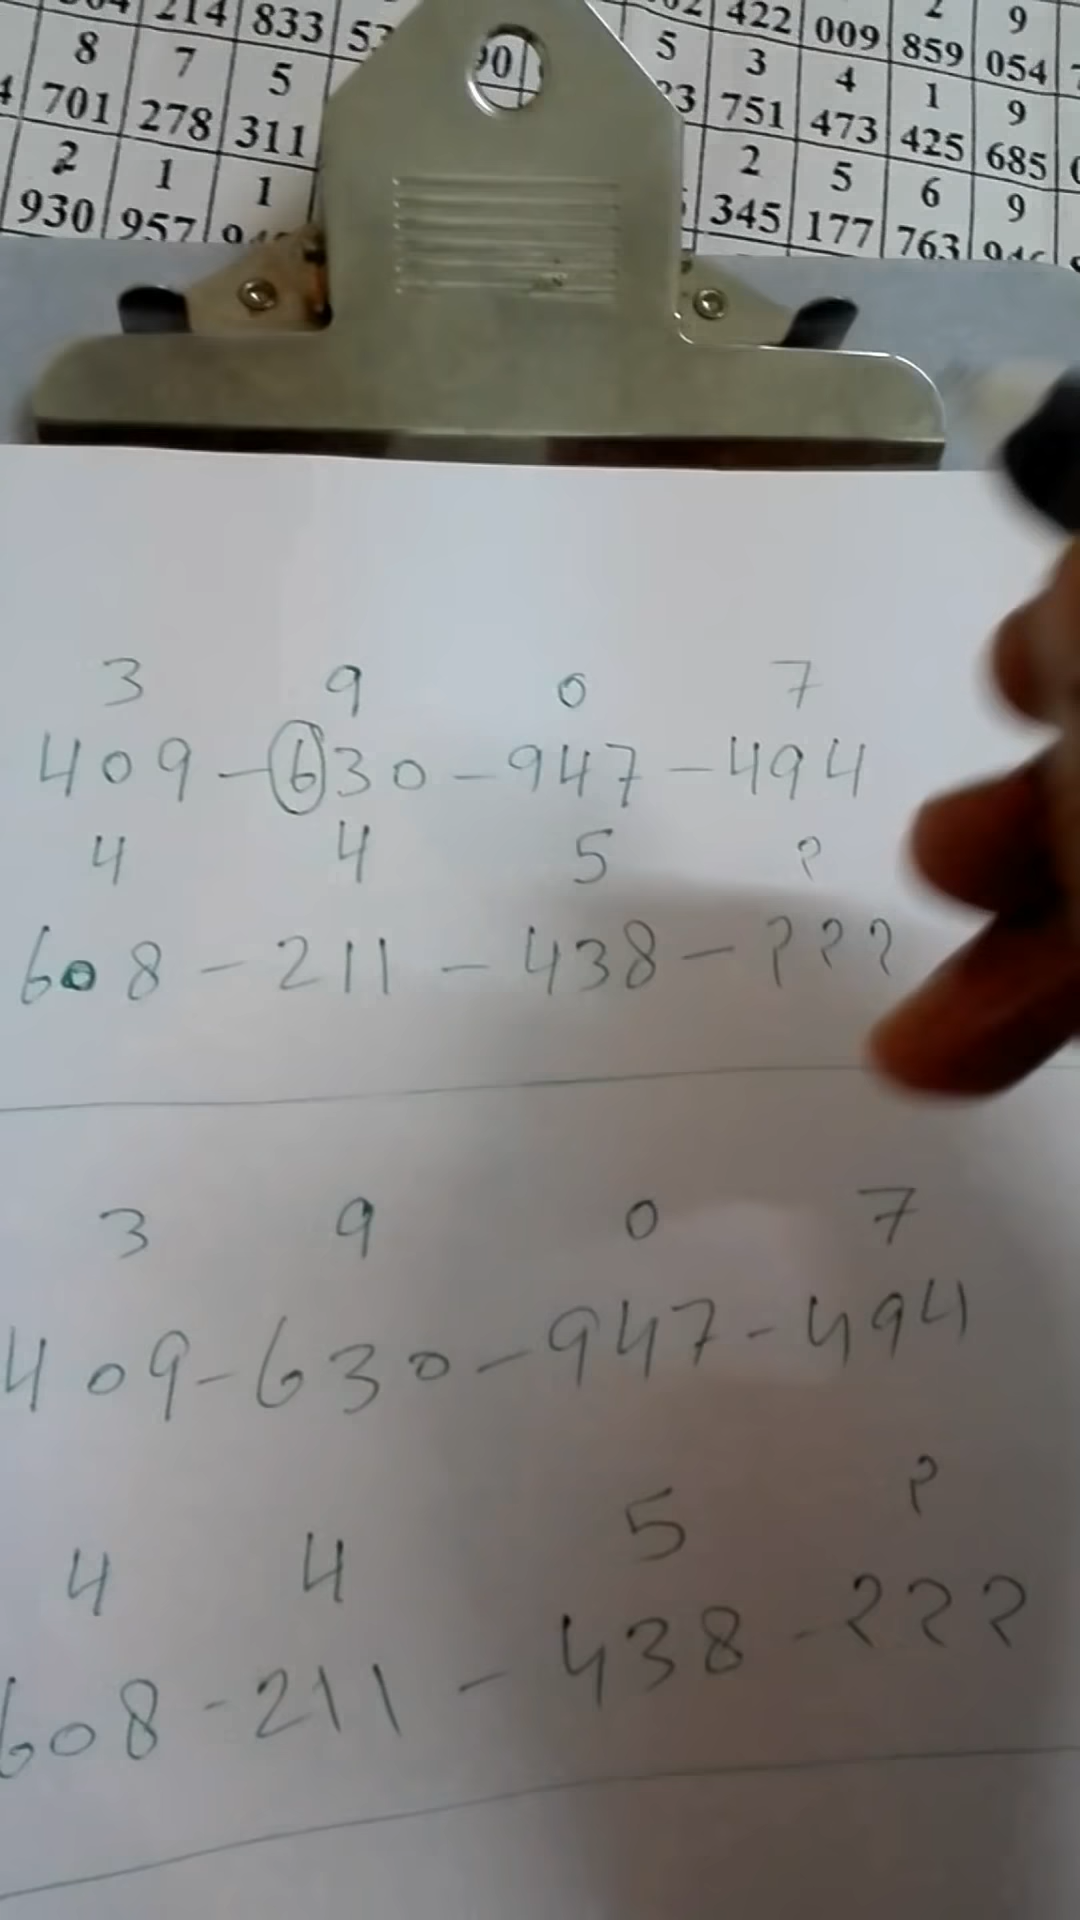 214 833 422 009 859 054
8 7 5 5 3 4 1 9
701 278 311 751 473 425 685
2 1 1 2 5 6 9
930 957 345 177 763
3 9 0 7
409-630-947-494
4 4 5 ?
608-211-438-???
3 9 0 7
409-630-947-494
4 4 5 ?
608-211-438-???